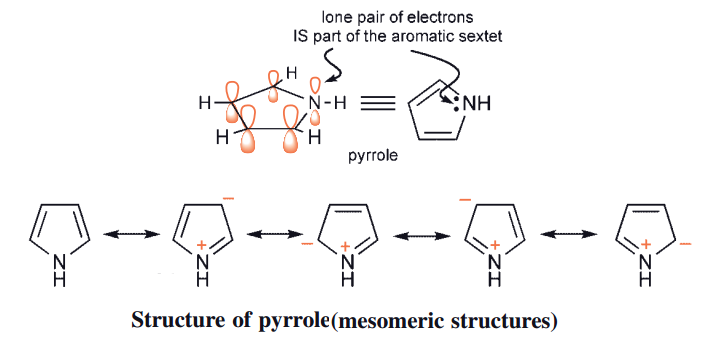 lone pair of electrons
IS part of the aromatic sextet
H
H N-H :NH
H H
pyrrole
− − − −
+ + + +
N N N N N
H H H H H
Structure of pyrrole(mesomeric structures)